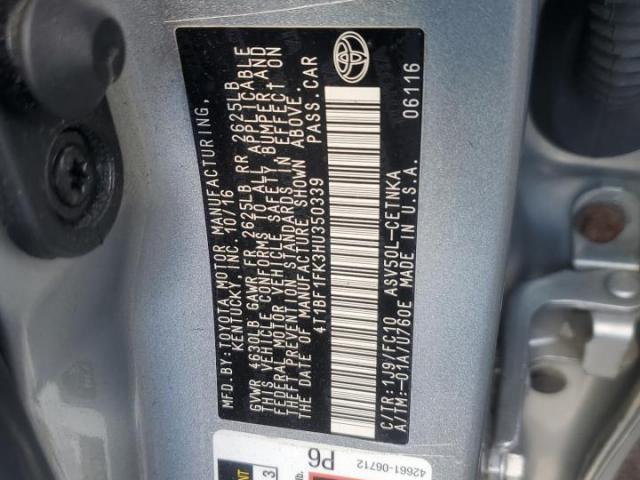 MFD. BY: TOYOTA MOTOR MANUFACTURING,
KENTUCKY, INC. 10/16
GVWR 4630LB GAWR FR 2625LB RR 2625LB
THIS VEHICLE CONFORMS TO ALL APPLICABLE
FEDERAL MOTOR VEHICLE SAFETY, BUMPER AND
THEFT PREVENTION STANDARDS IN EFFECT ON
THE DATE OF MANUFACTURE SHOWN ABOVE.
4T1BF1FK3HU350339 PASS. CAR
C/TR:1J9/FC10 ASV50L-CETNKA
A/TM:-01A/U760E MADE IN U.S.A.
06116
P6
42661-06712
3